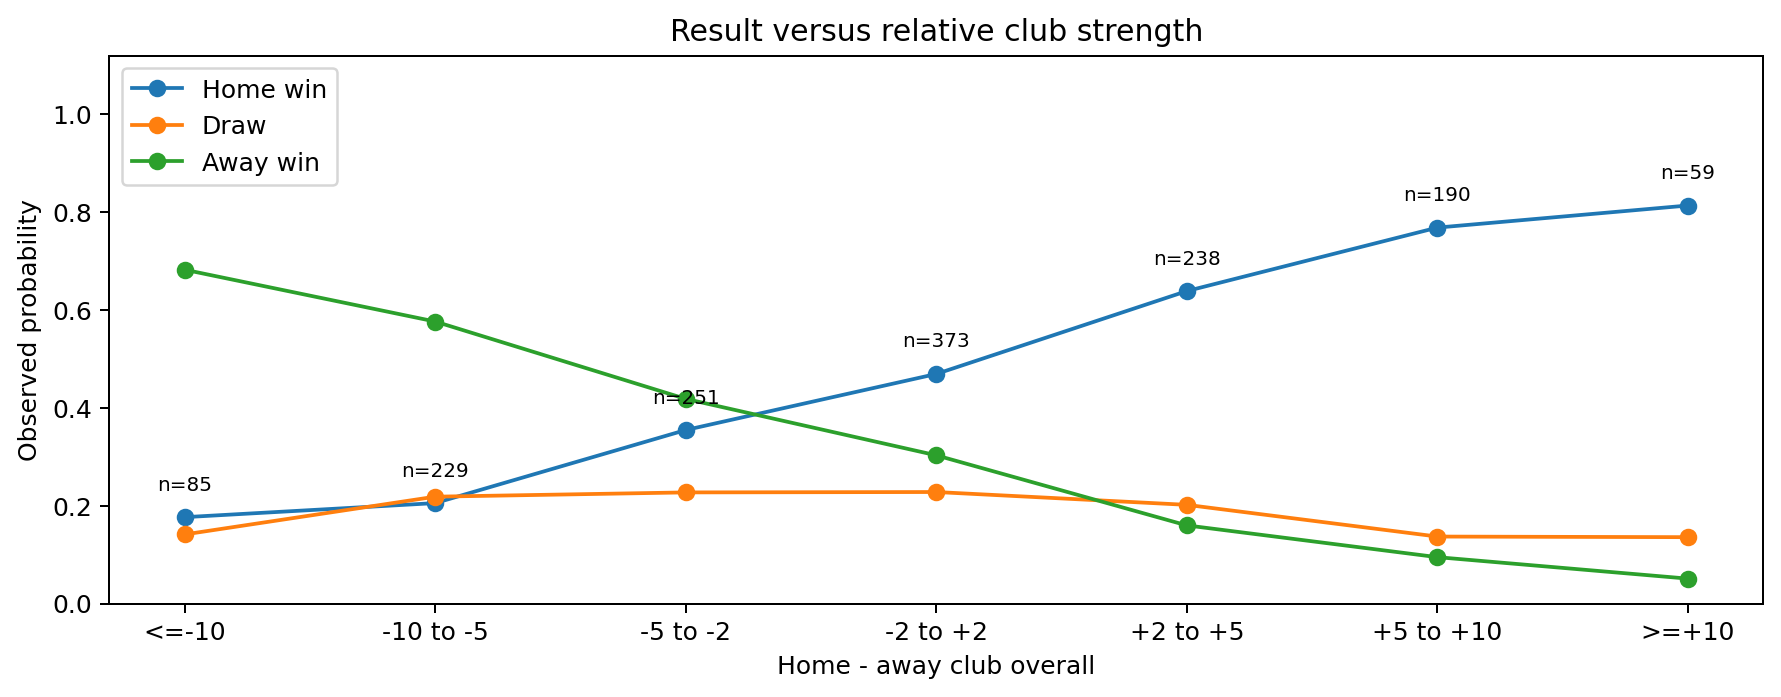 Result versus relative club strength
Home win
Draw
Away win
Observed probability
1.0
0.8
0.6
0.4
0.2
0.0
n=85
n=229
n=251
n=373
n=238
n=190
n=59
<=-10
-10 to -5
-5 to -2
-2 to +2
+2 to +5
+5 to +10
>=+10
Home - away club overall